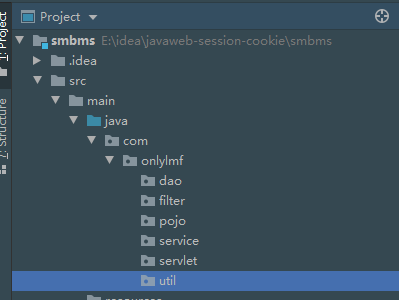 Project
1: Project
7: Structure
smbms E:\idea\javaweb-session-cookie\smbms
.idea
src
main
java
com
onlylmf
dao
filter
pojo
service
servlet
util